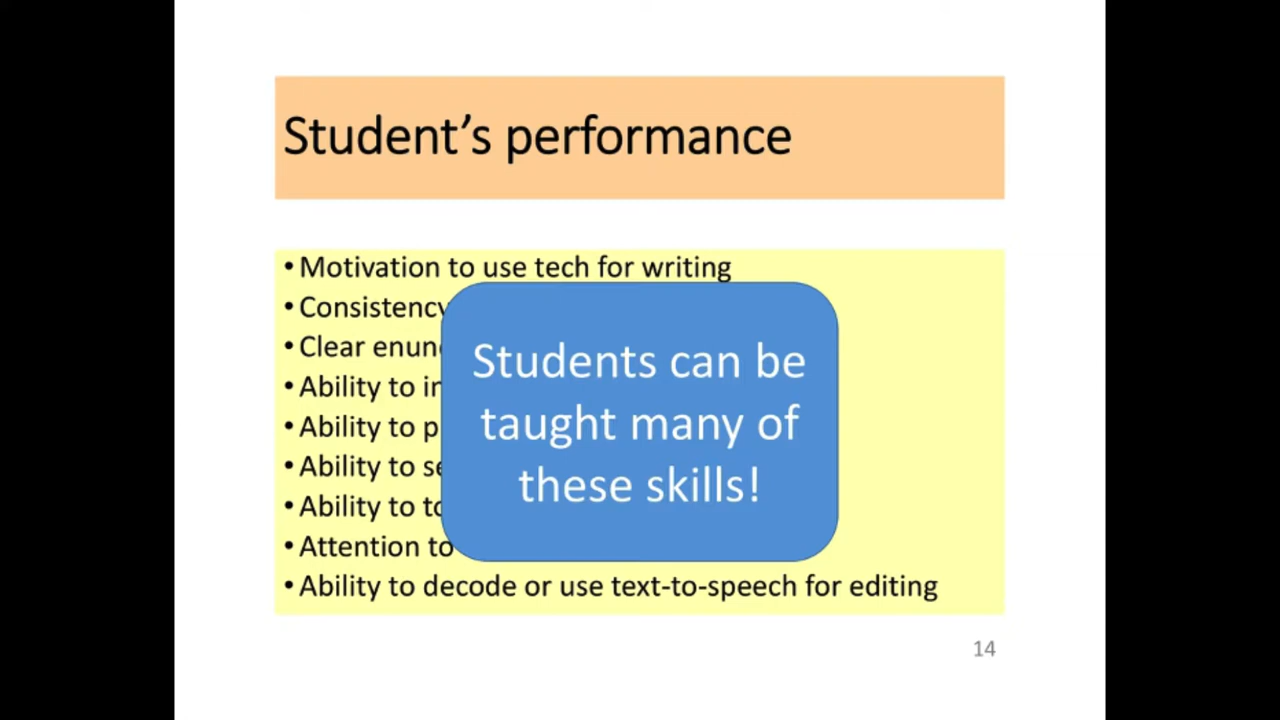 Student's performance
• Motivation to use tech for writing
• Consistency
• Clear
• Ability to
• Ability to
• Ability to
• Ability to
• Attention to
• Ability to decode or use text-to-speech for editing
Students can be
taught many of
these skills!
14